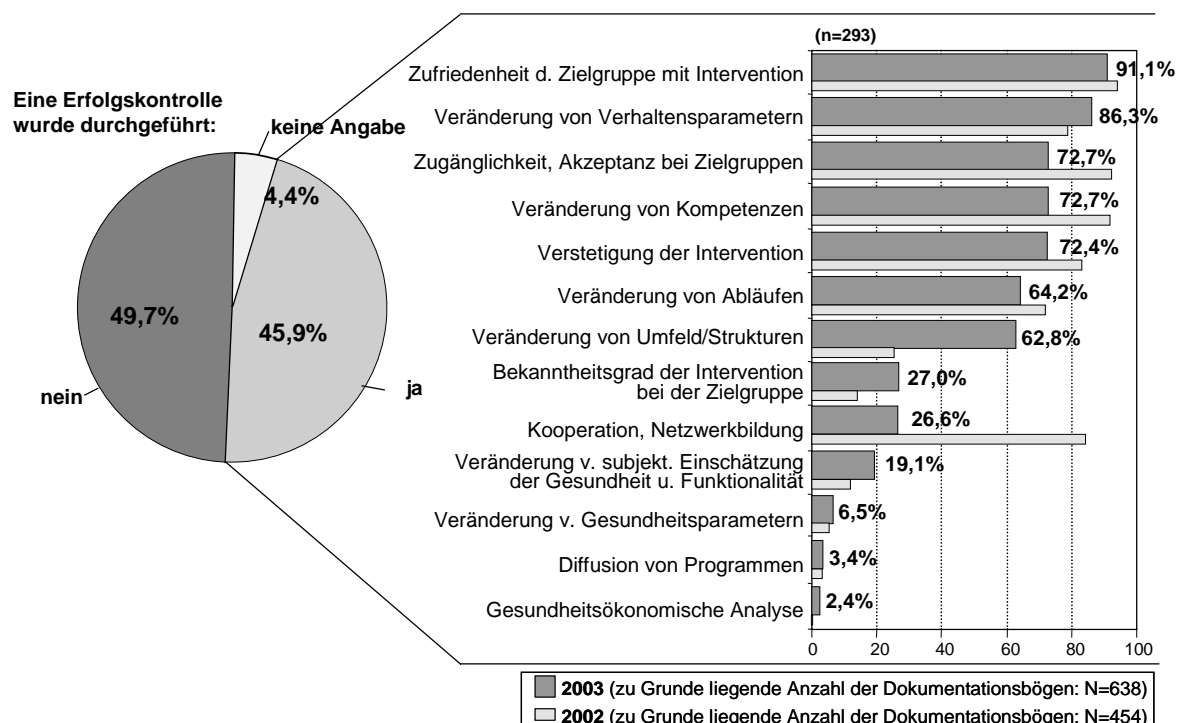 Eine Erfolgskontrolle
wurde durchgeführt:
keine Angabe
4,4%
49,7%
45,9%
nein
ja
(n=293)
Zufriedenheit d. Zielgruppe mit Intervention
91,1%
Veränderung von Verhaltensparametern
86,3%
Zugänglichkeit, Akzeptanz bei Zielgruppen
72,7%
Veränderung von Kompetenzen
72,7%
Verstetigung der Intervention
72,4%
Veränderung von Abläufen
64,2%
Veränderung von Umfeld/Strukturen
62,8%
Bekanntheitsgrad der Intervention
bei der Zielgruppe
27,0%
Kooperation, Netzwerkbildung
26,6%
Veränderung v. subjekt. Einschätzung
der Gesundheit u. Funktionalität
19,1%
Veränderung v. Gesundheitsparametern
6,5%
Diffusion von Programmen
3,4%
Gesundheitsökonomische Analyse
2,4%
0 20 40 60 80 100
2003 (zu Grunde liegende Anzahl der Dokumentationsbögen: N=638)
2002 (zu Grunde liegende Anzahl der Dokumentationsbögen: N=454)